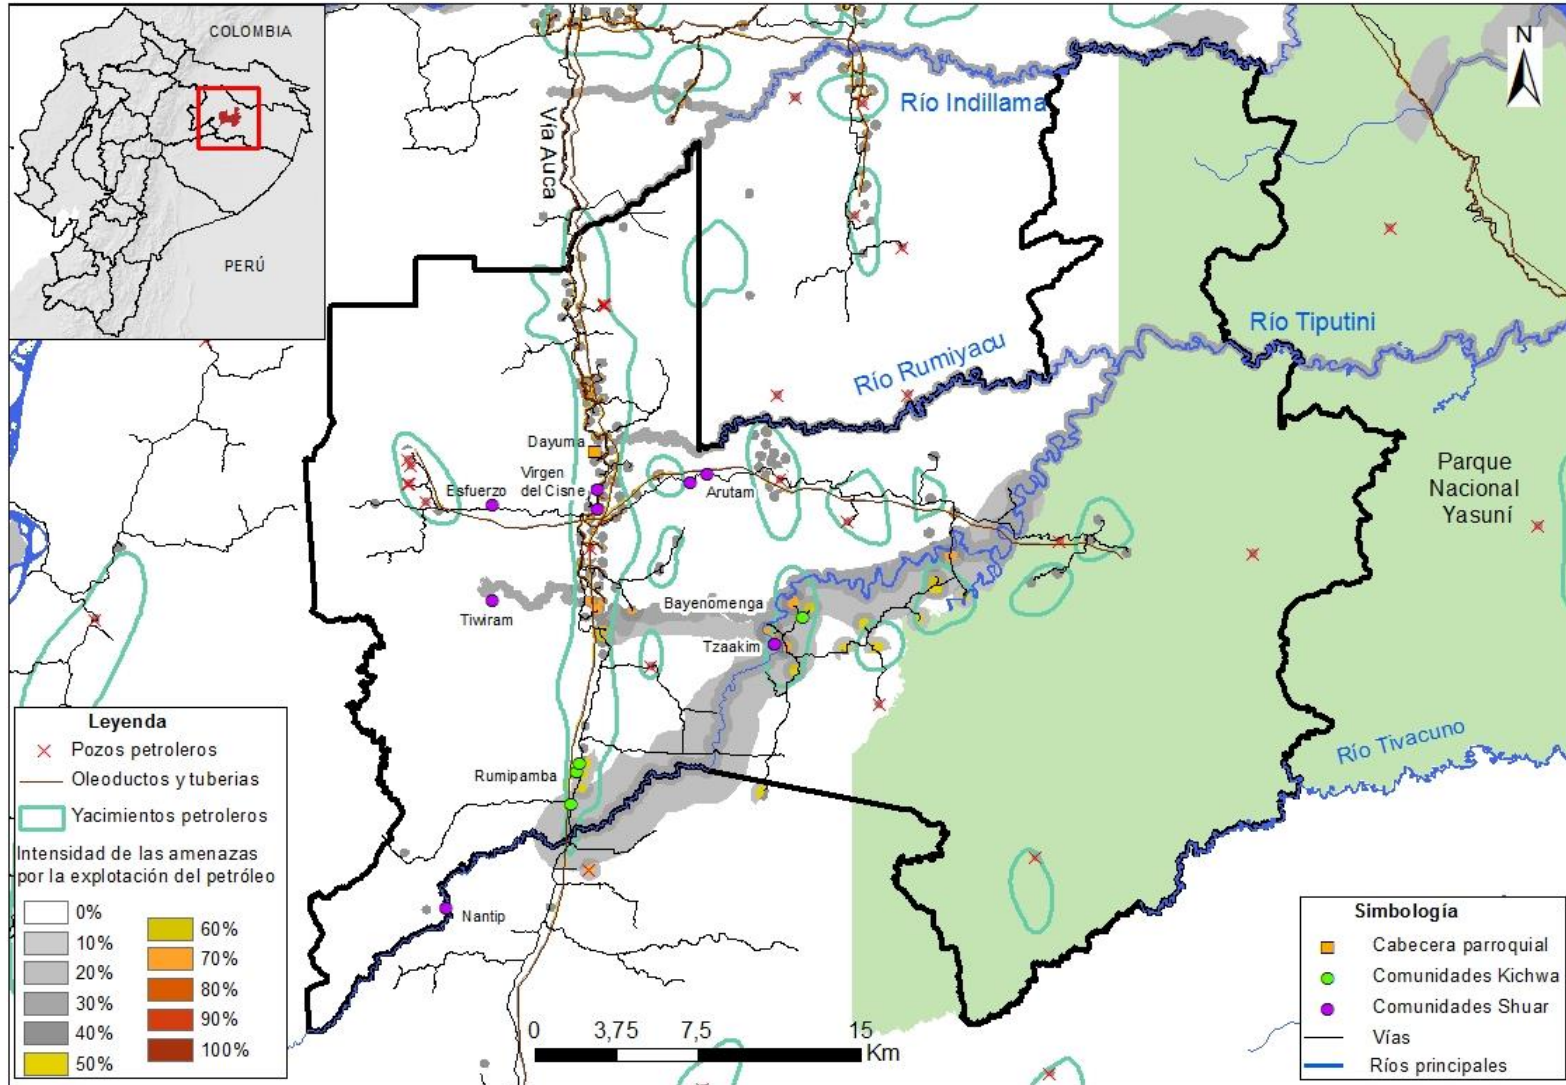 COLOMBIA
PERÚ
N
Vía Auca
Río Indillama
Río Tiputini
Río Rumiyacu
Dayuma
Virgen
del Cisne
Esfuerzo
Arutam
Parque
Nacional
Yasuní
Tiwiram
Bayenomenga
Tzaakim
Río Tivacuno
Rumipamba
Nantip
Leyenda
Pozos petroleros
Oleoductos y tuberias
Yacimientos petroleros
Intensidad de las amenazas
por la explotación del petróleo
0%
10%
20%
30%
40%
50%
60%
70%
80%
90%
100%
0 3,75 7,5 15
Km
Simbología
Cabecera parroquial
Comunidades Kichwa
Comunidades Shuar
Vías
Ríos principales